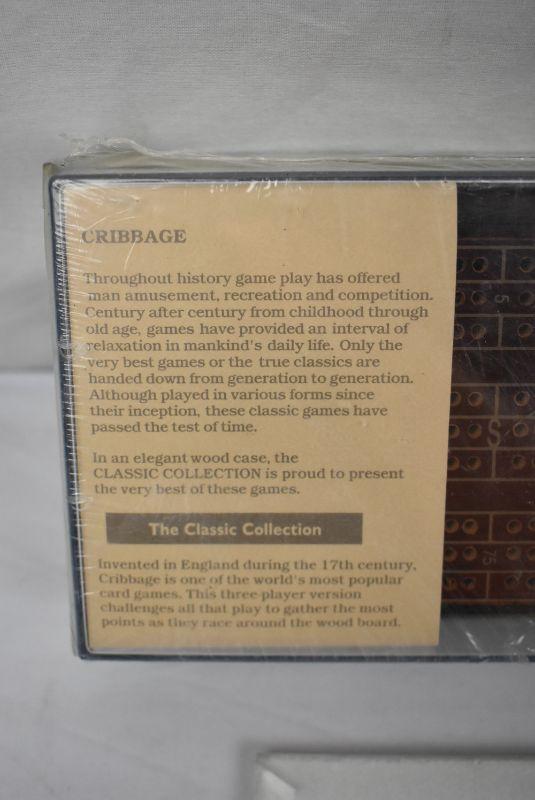 CRIBBAGE
Throughout history game play has offered
man amusement, recreation and competition.
Century after century from childhood through
old age, games have provided an interval of
relaxation in mankind's daily life. Only the
very best games or the true classics are
handed down from generation to generation.
Although played in various forms since
their inception, these classic games have
passed the test of time.
In an elegant wood case, the
CLASSIC COLLECTION is proud to present
the very best of these games.
The Classic Collection
Invented in England during the 17th century,
Cribbage is one of the world's most popular
card games. This three-player version
challenges all that play to gather the most
points as they race around the wood board.
5
S
75